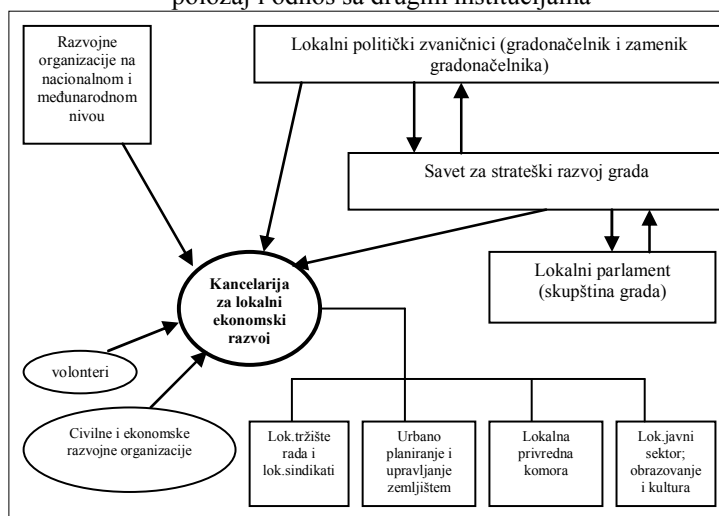 položaj i odnos sa drugim institucijama
Razvojne
organizacije na
nacionalnom i
međunarodnom
nivou
Lokalni politički zvaničnici (gradonačelnik i zamenik
gradonačelnika)
Savet za strateški razvoj grada
Lokalni parlament
(skupština grada)
Kancelarija
za lokalni
ekonomski
razvoj
volonteri
Civilne i ekonomske
razvojne organizacije
Lok.tržište
rada i
lok.sindikati
Urbano
planiranje i
upravljanje
zemljištem
Lokalna
privredna
komora
Lok.javni
sektor;
obrazovanje
i kultura